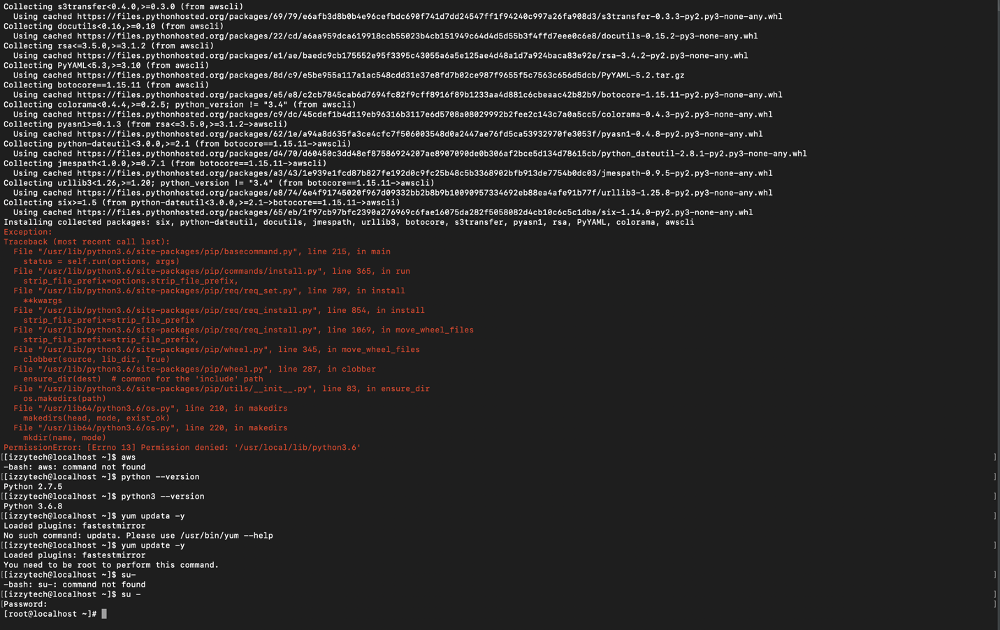 Collecting s3transfer<0.4.0,>=0.3.0 (from awscli)
  Using cached https://files.pythonhosted.org/packages/69/79/e6afb3d8b0b4e96cefbdc690f741d7dd24547ff1f94240c997a26fa908d3/s3transfer-0.3.3-py2.py3-none-any.whl
Collecting docutils<0.16,>=0.10 (from awscli)
  Using cached https://files.pythonhosted.org/packages/22/cd/a6aa959dca619918ccb55023b4cb151949c64d4d5d55b3f4ffd7eee0c6e8/docutils-0.15.2-py3-none-any.whl
Collecting rsa<=3.5.0,>=3.1.2 (from awscli)
  Using cached https://files.pythonhosted.org/packages/e1/ae/baedc9cb175552e95f3395c43055a6a5e125ae4d48a1d7a924baca83e92e/rsa-3.4.2-py2.py3-none-any.whl
Collecting PyYAML<5.3,>=3.10 (from awscli)
  Using cached https://files.pythonhosted.org/packages/8d/c9/e5be955a117a1ac548cdd31e37e8fd7b02ce987f9655f5c7563c656d5dcb/PyYAML-5.2.tar.gz
Collecting botocore==1.15.11 (from awscli)
  Using cached https://files.pythonhosted.org/packages/e5/e8/c2cb7845cab6d7694fc82f9cff8916f89b1233aa4d881c6cbeaac42b82b9/botocore-1.15.11-py2.py3-none-any.whl
Collecting colorama<0.4.4,>=0.2.5; python_version != "3.4" (from awscli)
  Using cached https://files.pythonhosted.org/packages/c9/dc/45cdef1b4d119eb96316b3117e6d5708a08029992b2fee2c143c7a0a5cc5/colorama-0.4.3-py2.py3-none-any.whl
Collecting pyasn1>=0.1.3 (from rsa<=3.5.0,>=3.1.2->awscli)
  Using cached https://files.pythonhosted.org/packages/62/1e/a94a8d635fa3ce4cfc7f506003548d0a2447ae76fd5ca53932970fe3053f/pyasn1-0.4.8-py2.py3-none-any.whl
Collecting python-dateutil<3.0.0,>=2.1 (from botocore==1.15.11->awscli)
  Using cached https://files.pythonhosted.org/packages/d4/70/d60450c3dd48ef87586924207ae8907090de0b306af2bce5d134d78615cb/python_dateutil-2.8.1-py2.py3-none-any.whl
Collecting jmespath<1.0.0,>=0.7.1 (from botocore==1.15.11->awscli)
  Using cached https://files.pythonhosted.org/packages/a3/43/1e939e1fcd87b827fe192d0c9fc25b48c5b3368902bfb913de7754b0dc03/jmespath-0.9.5-py2.py3-none-any.whl
Collecting urllib3<1.26,>=1.20; python_version != "3.4" (from botocore==1.15.11->awscli)
  Using cached https://files.pythonhosted.org/packages/e8/74/6e4f91745020f967d09332bb2b8b9b10090957334692eb88ea4afe91b77f/urllib3-1.25.8-py2.py3-none-any.whl
Collecting six>=1.5 (from python-dateutil<3.0.0,>=2.1->botocore==1.15.11->awscli)
  Using cached https://files.pythonhosted.org/packages/65/eb/1f97cb97bfc2390a276969c6fae16075da282f5058082d4cb10c6c5c1dba/six-1.14.0-py2.py3-none-any.whl
Installing collected packages: six, python-dateutil, docutils, jmespath, urllib3, botocore, s3transfer, pyasn1, rsa, PyYAML, colorama, awscli
Exception:
Traceback (most recent call last):
  File "/usr/lib/python3.6/site-packages/pip/basecommand.py", line 215, in main
    status = self.run(options, args)
  File "/usr/lib/python3.6/site-packages/pip/commands/install.py", line 365, in run
    strip_file_prefix=options.strip_file_prefix,
  File "/usr/lib/python3.6/site-packages/pip/req/req_set.py", line 789, in install
    **kwargs
  File "/usr/lib/python3.6/site-packages/pip/req/req_install.py", line 854, in install
    strip_file_prefix=strip_file_prefix
  File "/usr/lib/python3.6/site-packages/pip/req/req_install.py", line 1069, in move_wheel_files
    strip_file_prefix=strip_file_prefix,
  File "/usr/lib/python3.6/site-packages/pip/wheel.py", line 345, in move_wheel_files
    clobber(source, lib_dir, True)
  File "/usr/lib/python3.6/site-packages/pip/wheel.py", line 287, in clobber
    ensure_dir(dest)  # common for the 'include' path
  File "/usr/lib/python3.6/site-packages/pip/utils/__init__.py", line 83, in ensure_dir
    os.makedirs(path)
  File "/usr/lib64/python3.6/os.py", line 210, in makedirs
    makedirs(head, mode, exist_ok)
  File "/usr/lib64/python3.6/os.py", line 220, in makedirs
    mkdir(name, mode)
PermissionError: [Errno 13] Permission denied: '/usr/local/lib/python3.6'
[[izzytech@localhost ~]$ aws ]
-bash: aws: command not found
[[izzytech@localhost ~]$ python --version ]
Python 2.7.5
[[izzytech@localhost ~]$ python3 --version ]
Python 3.6.8
[[izzytech@localhost ~]$ yum updata -y ]
Loaded plugins: fastestmirror
No such command: updata. Please use /usr/bin/yum --help
[[izzytech@localhost ~]$ yum update -y ]
Loaded plugins: fastestmirror
You need to be root to perform this command.
[[izzytech@localhost ~]$ su- ]
-bash: su-: command not found
[[izzytech@localhost ~]$ su - ]
[Password: ]
[root@localhost ~]#